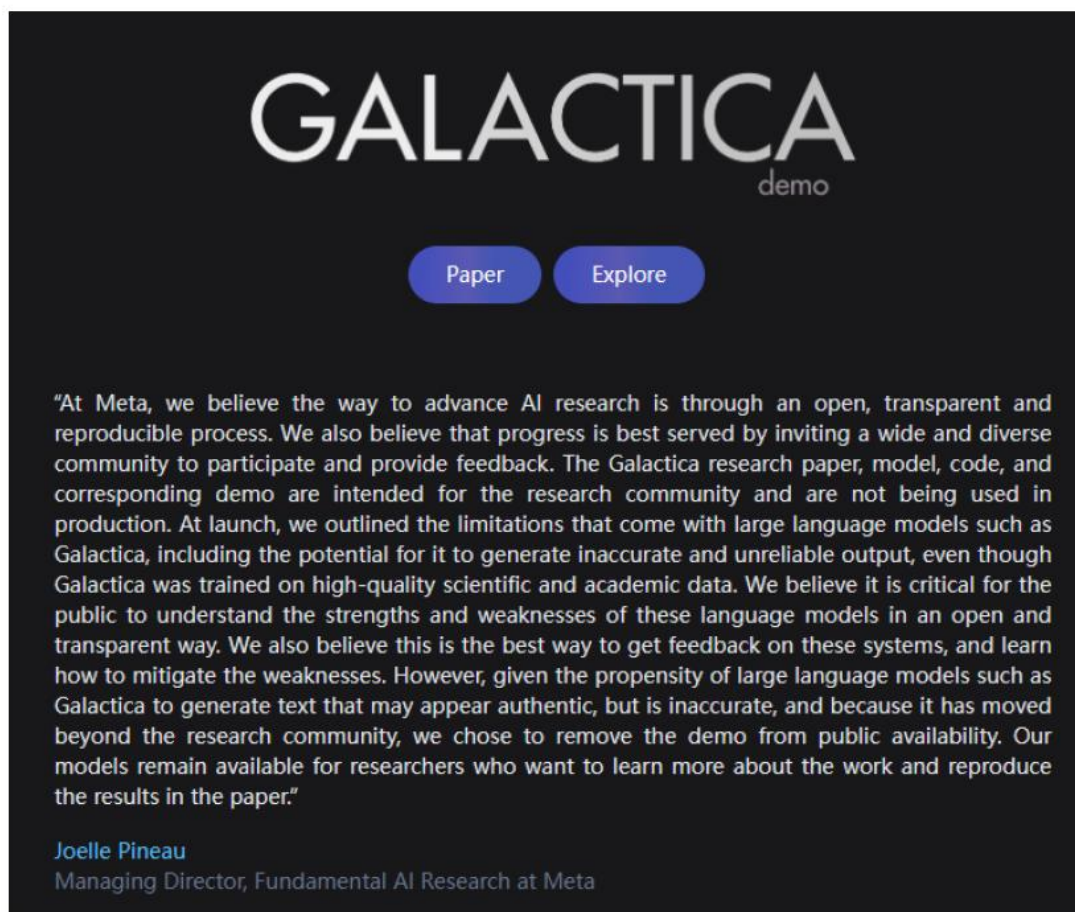 GALACTICA
demo
Paper Explore
“At Meta, we believe the way to advance AI research is through an open, transparent and
reproducible process. We also believe that progress is best served by inviting a wide and diverse
community to participate and provide feedback. The Galactica research paper, model, code, and
corresponding demo are intended for the research community and are not being used in
production. At launch, we outlined the limitations that come with large language models such as
Galactica, including the potential for it to generate inaccurate and unreliable output, even though
Galactica was trained on high-quality scientific and academic data. We believe it is critical for the
public to understand the strengths and weaknesses of these language models in an open and
transparent way. We also believe this is the best way to get feedback on these systems, and learn
how to mitigate the weaknesses. However, given the propensity of large language models such as
Galactica to generate text that may appear authentic, but is inaccurate, and because it has moved
beyond the research community, we chose to remove the demo from public availability. Our
models remain available for researchers who want to learn more about the work and reproduce
the results in the paper.”
Joelle Pineau
Managing Director, Fundamental AI Research at Meta